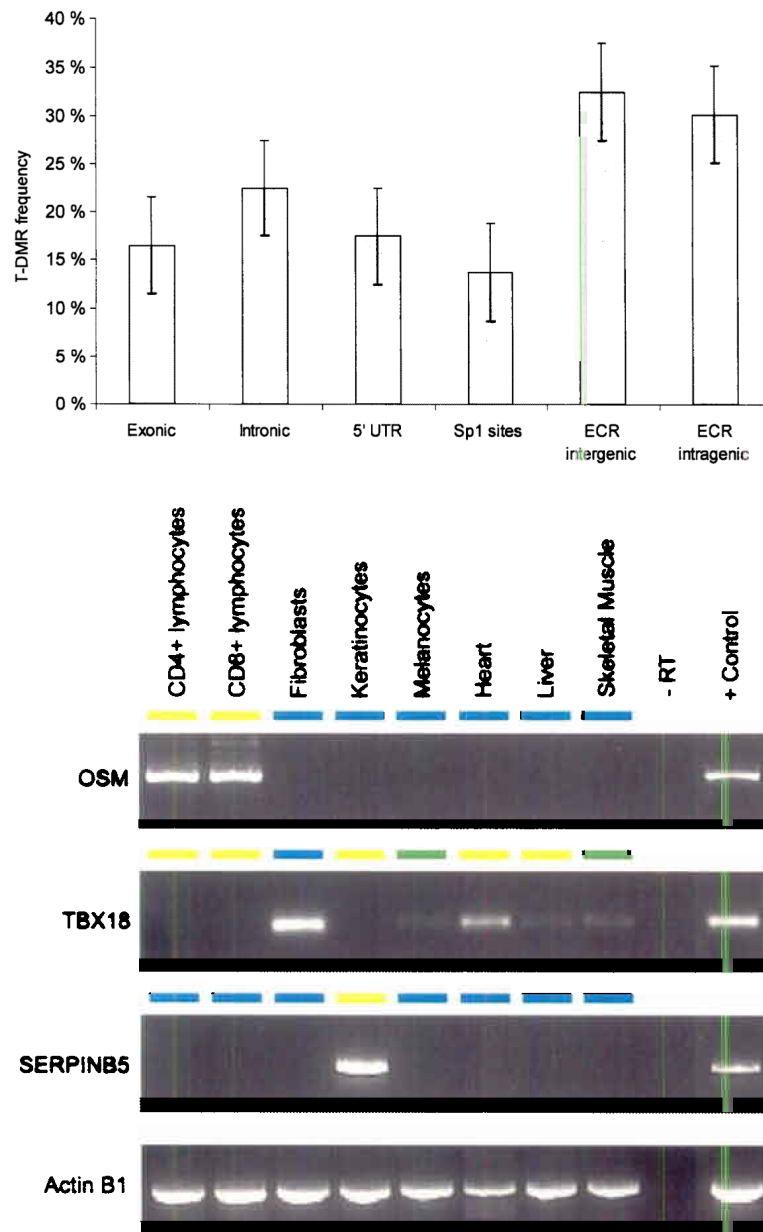 40 %
35 %
30 %
25 %
20 %
15 %
10 %
5 %
0 %
T-DMR frequency
Exonic
Intronic
5' UTR
Sp1 sites
ECR
intergenic
ECR
intragenic
CD4+ lymphocytes
CD8+ lymphocytes
Fibroblasts
Keratinocytes
Melanocytes
Heart
Liver
Skeletal Muscle
- RT
+ Control
OSM
TBX18
SERPINB5
Actin B1